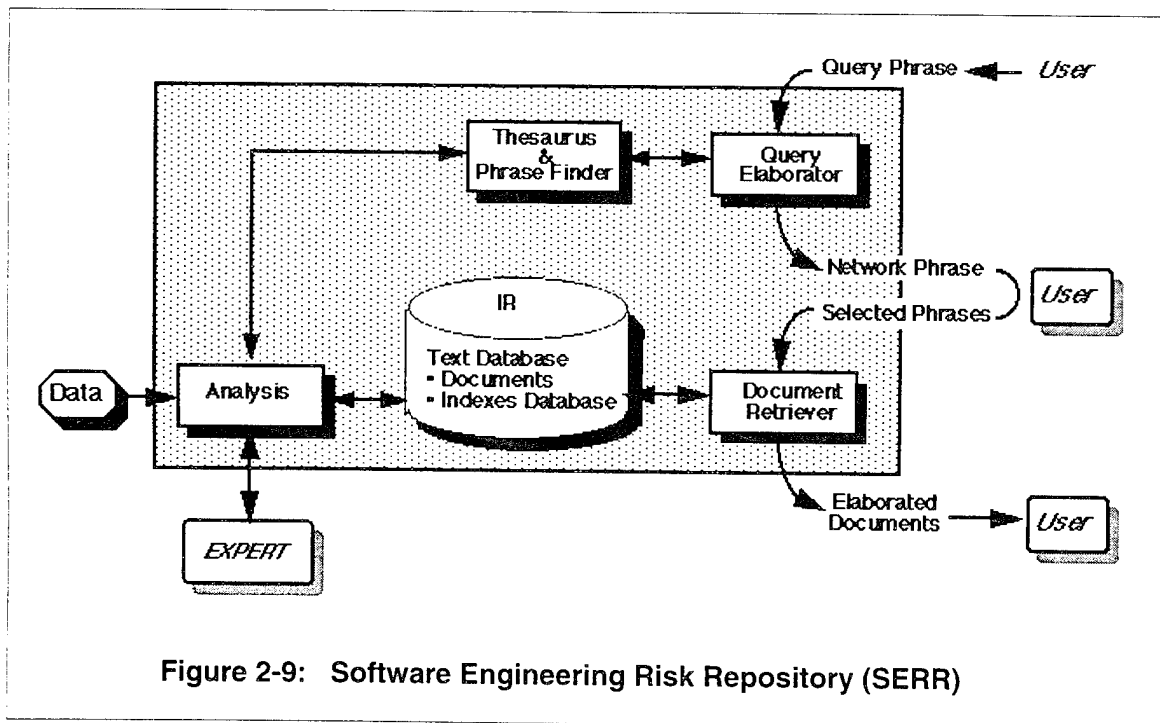 Query Phrase
User
Thesaurus
&
Phrase Finder
Query
Elaborator
Network Phrase
User
Selected Phrases
IR
Text Database
▪ Documents
▪ Indexes Database
Data
Analysis
Document
Retriever
Elaborated
Documents
User
EXPERT
Figure 2-9: Software Engineering Risk Repository (SERR)